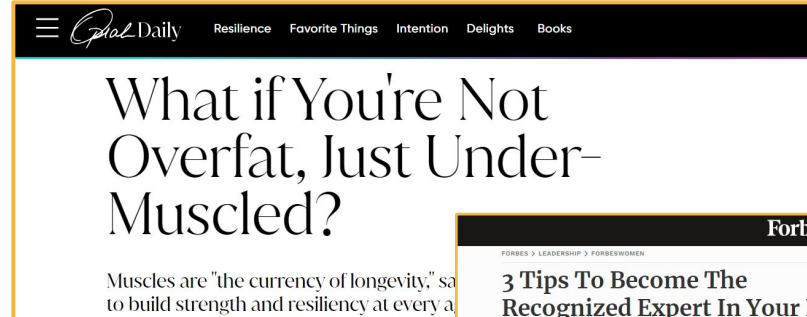 Oprah Daily
Resilience Favorite Things Intention Delights Books
What if You're Not
Overfat, Just Under-
Muscled?
Muscles are "the currency of longevity," sa
to build strength and resiliency at every a
Forb
FORBES > LEADERSHIP > FORBESWOMEN
3 Tips To Become The
Recognized Expert In Your